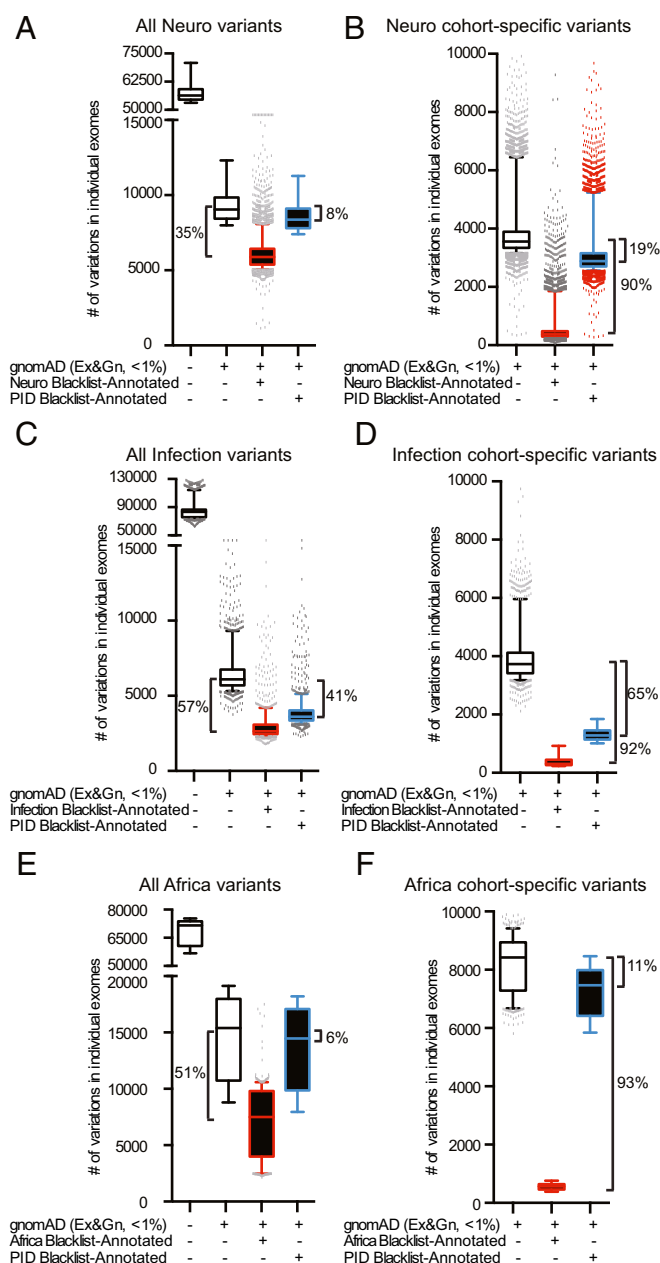 A
All Neuro variants
# of variations in individual exomes
75000
62500
50000
15000
10000
5000
0
35%
8%
gnomAD (Ex&Gn, <1%) - + + +
Neuro Blacklist-Annotated - - + -
PID Blacklist-Annotated - - - +
B
Neuro cohort-specific variants
# of variations in individual exomes
10000
8000
6000
4000
2000
0
19%
90%
gnomAD (Ex&Gn, <1%) + + +
Neuro Blacklist-Annotated - + -
PID Blacklist-Annotated - - +
C
All Infection variants
# of variations in individual exomes
130000
90000
50000
15000
10000
5000
0
57%
41%
gnomAD (Ex&Gn, <1%) - + + +
Infection Blacklist-Annotated - - + -
PID Blacklist-Annotated - - - +
D
Infection cohort-specific variants
# of variations in individual exomes
10000
8000
6000
4000
2000
0
65%
92%
gnomAD (Ex&Gn, <1%) + + +
Infection Blacklist-Annotated - + -
PID Blacklist-Annotated - - +
E
All Africa variants
# of variations in individual exomes
80000
65000
50000
20000
15000
10000
5000
0
51%
6%
gnomAD (Ex&Gn, <1%) - + + +
Africa Blacklist-Annotated - - + -
PID Blacklist-Annotated - - - +
F
Africa cohort-specific variants
# of variations in individual exomes
10000
8000
6000
4000
2000
0
11%
93%
gnomAD (Ex&Gn, <1%) + + +
Africa Blacklist-Annotated - + -
PID Blacklist-Annotated - - +